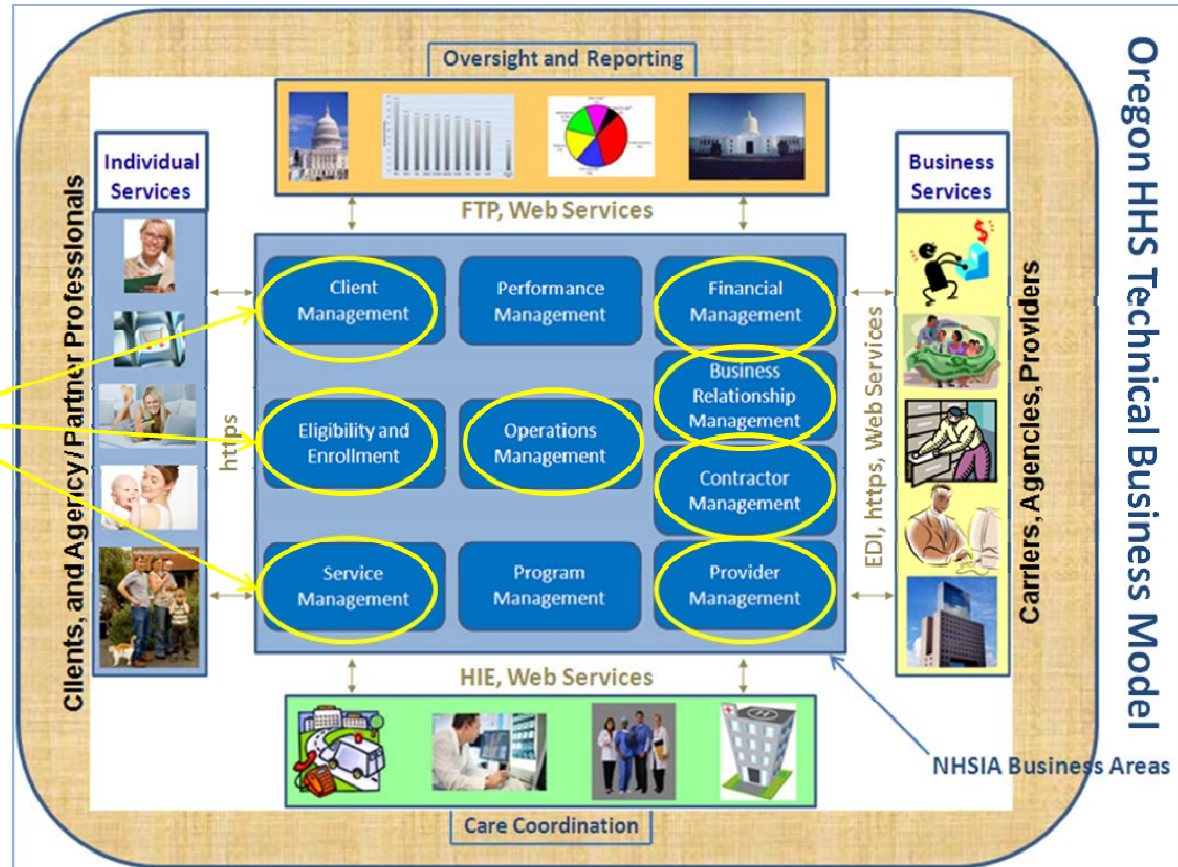 Oversight and Reporting
Individual
Services
Business
Services
FTP, Web Services
Clients, and Agency/Partner Professionals
https
Client
Management
Performance
Management
Financial
Management
Business
Relationship
Management
Eligibility and
Enrollment
Operations
Management
Contractor
Management
Service
Management
Program
Management
Provider
Management
EDI, https, Web Services
Carriers, Agencies, Providers
Oregon HHS Technical Business Model
HIE, Web Services
NHSIA Business Areas
Care Coordination